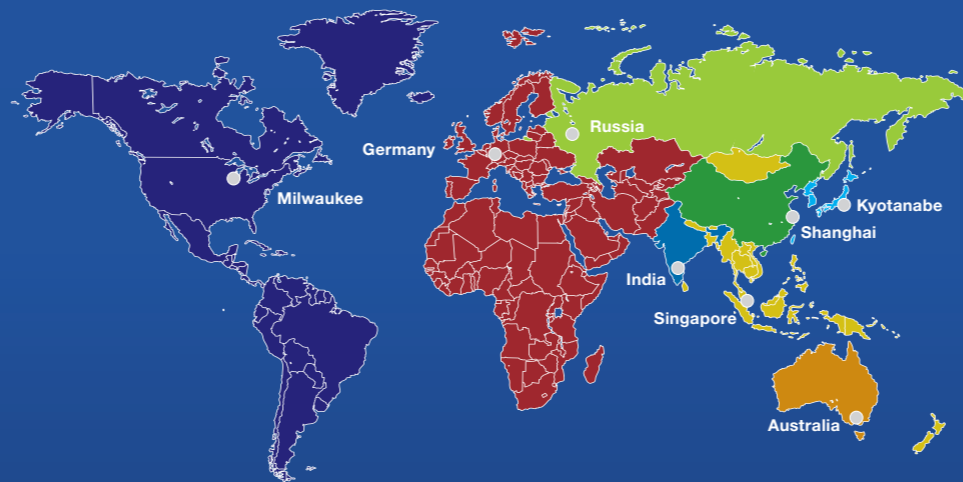 Russia
Germany
Milwaukee
Kyotanabe
Shanghai
India
Singapore
Australia